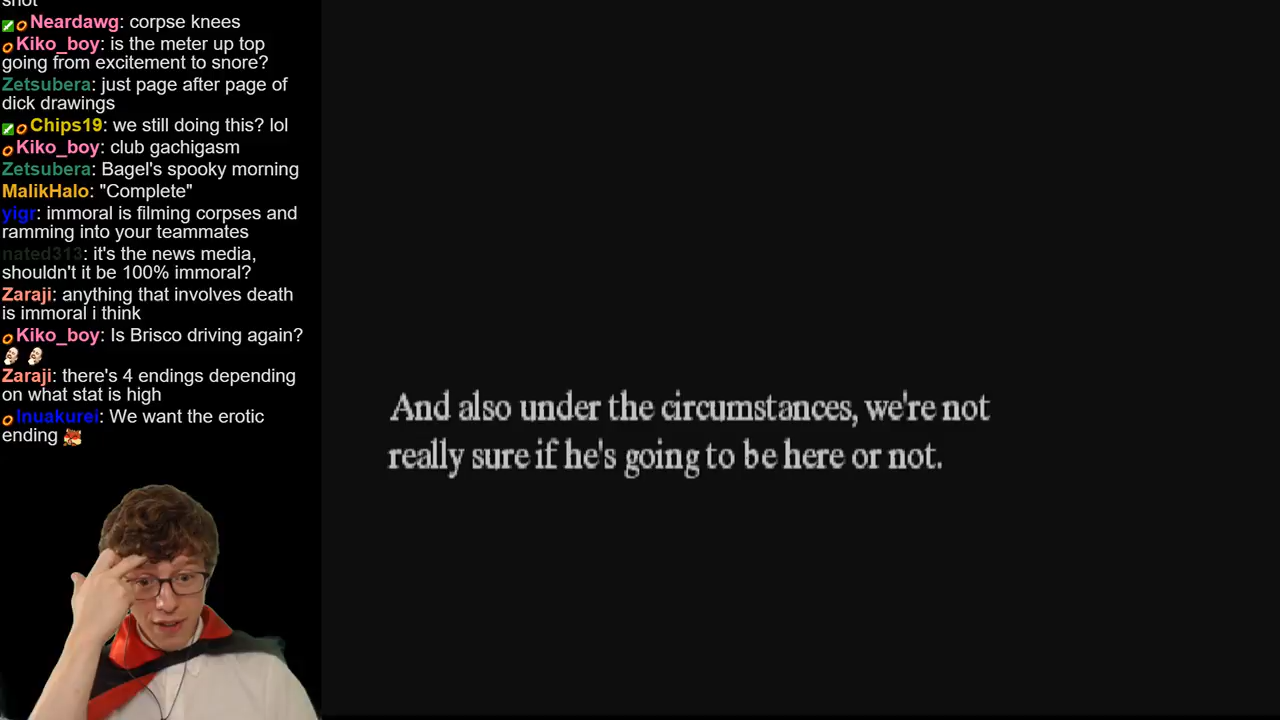 shot
Neardawg: corpse knees
Kiko_boy: is the meter up top
going from excitement to snore?
Zetsubera: just page after page of
dick drawings
Chips19: we still doing this? lol
Kiko_boy: club gachigasm
Zetsubera: Bagel's spooky morning
MalikHalo: "Complete"
yigr: immoral is filming corpses and
ramming into your teammates
nated313: it's the news media,
shouldn't it be 100% immoral?
Zaraji: anything that involves death
is immoral i think
Kiko_boy: Is Brisco driving again?
Zaraji: there's 4 endings depending
on what stat is high
Inuakurei: We want the erotic
ending
And also under the circumstances, we're not
really sure if he's going to be here or not.